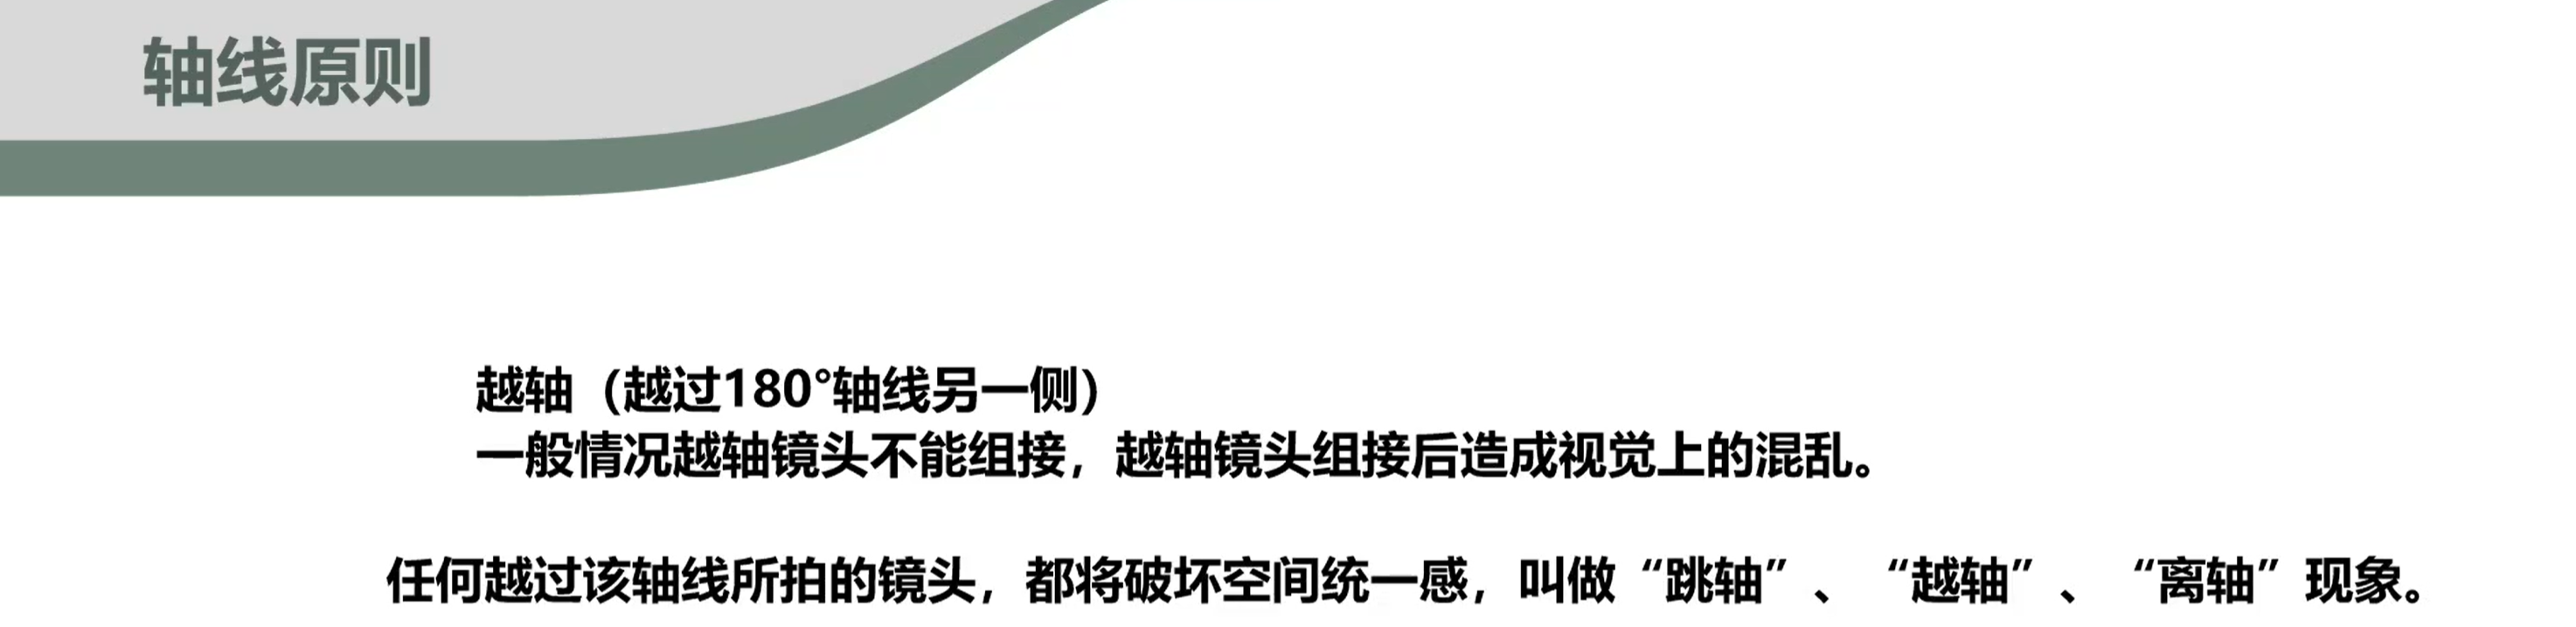 轴线原则
越轴（越过180°轴线另一侧）
一般情况越轴镜头不能组接，越轴镜头组接后造成视觉上的混乱。
任何越过该轴线所拍的镜头，都将破坏空间统一感，叫做“跳轴”、“越轴”、“离轴”现象。